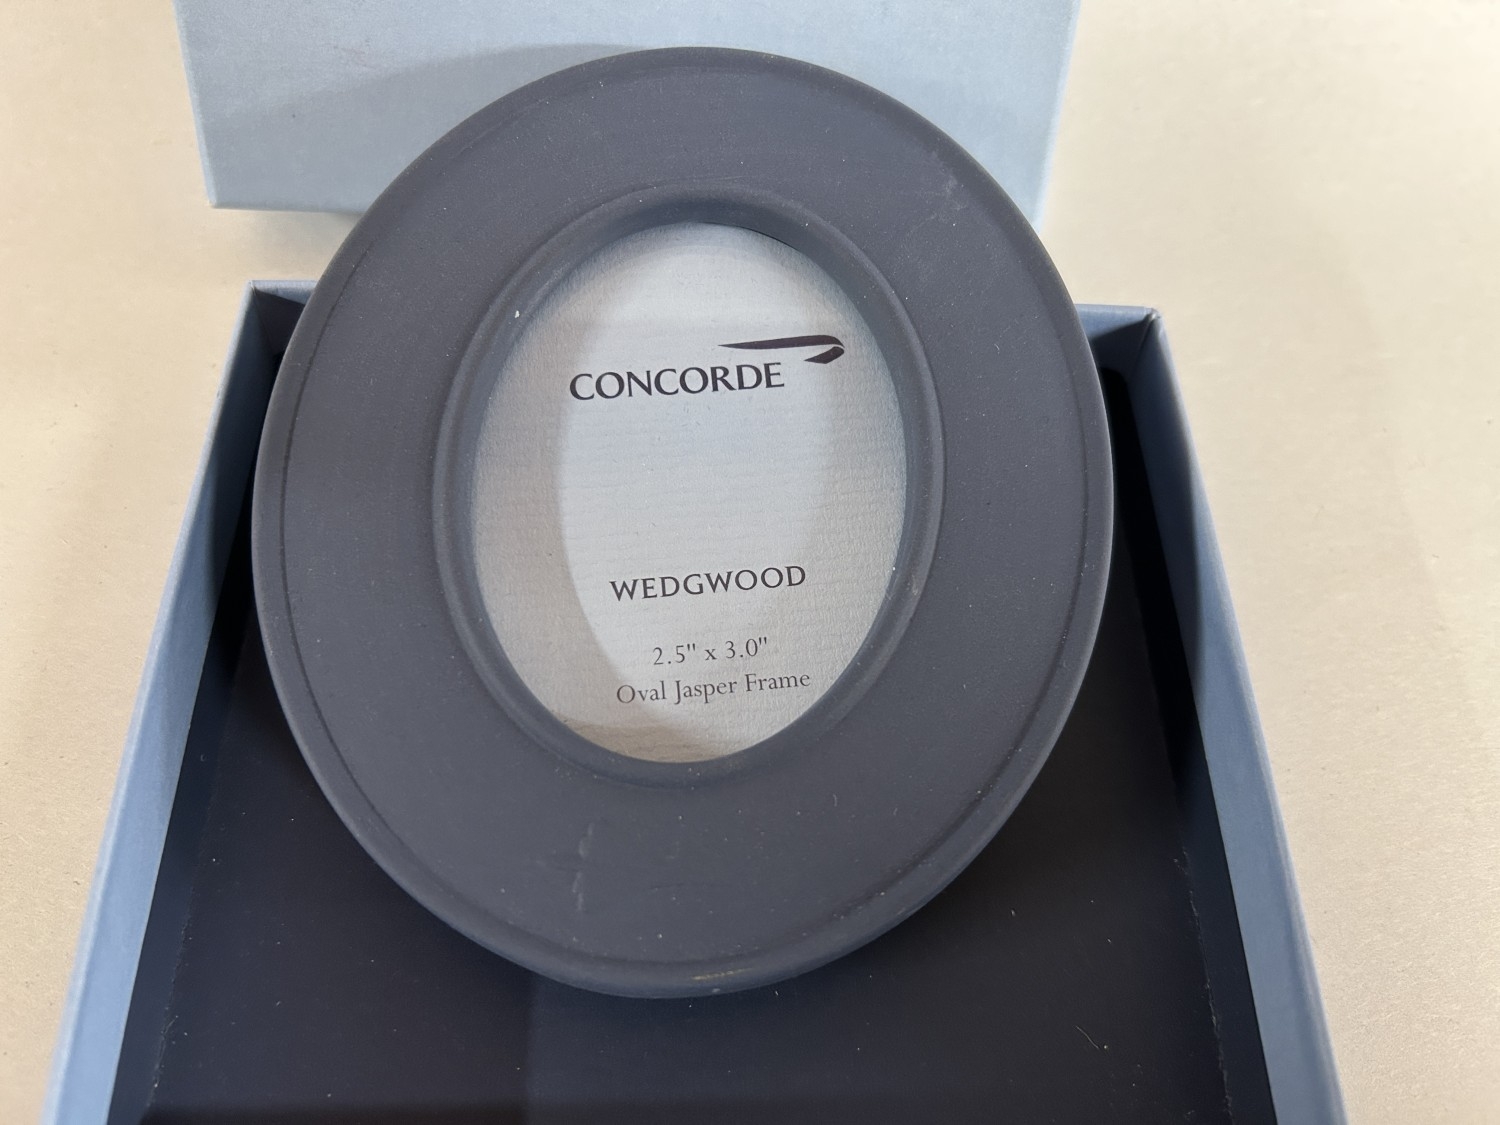 CONCORDE
WEDGWOOD
2.5" x 3.0"
Oval Jasper Frame